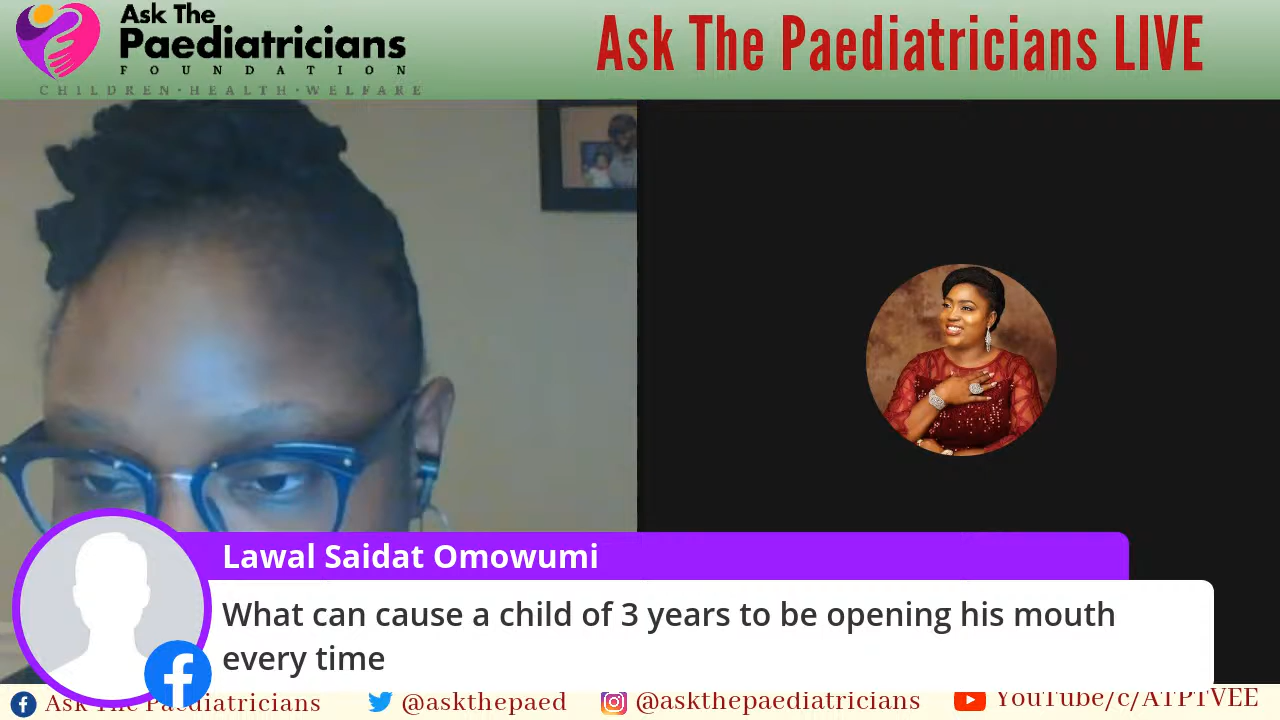 Ask The
Paediatricians
FOUNDATION
CHILDREN·HEALTH·WELFARE
Ask The Paediatricians LIVE
Lawal Saidat Omowumi
What can cause a child of 3 years to be opening his mouth
every time
Ask The Paediatricians
@askthepaed
@askthepaediatricians
YouTube/c/ATPTVEE